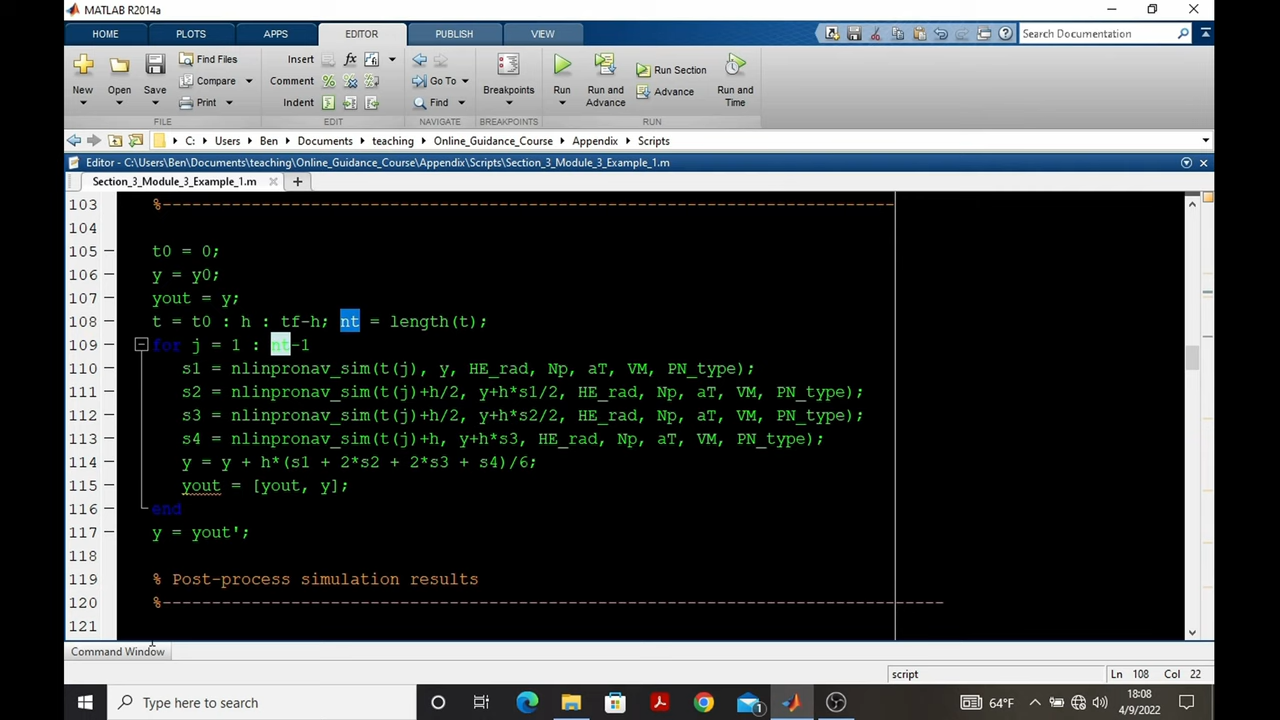 MATLAB R2014a
HOME PLOTS APPS EDITOR PUBLISH VIEW Search Documentation
New Open Save Find Files Compare Print Insert Comment Indent fx Go To Find Breakpoints Run Run and Advance Run Section Advance Run and Time
FILE EDIT NAVIGATE BREAKPOINTS RUN
C: Users Ben Documents teaching Online_Guidance_Course Appendix Scripts
Editor - C:\Users\Ben\Documents\teaching\Online_Guidance_Course\Appendix\Scripts\Section_3_Module_3_Example_1.m
Section_3_Module_3_Example_1.m
103 %--------------------------------------------------------------------------
104
105 t0 = 0;
106 y = y0;
107 yout = y;
108 t = t0 : h : tf-h; nt = length(t);
109 for j = 1 : nt-1
110 s1 = nlinpronav_sim(t(j), y, HE_rad, Np, aT, VM, PN_type);
111 s2 = nlinpronav_sim(t(j)+h/2, y+h*s1/2, HE_rad, Np, aT, VM, PN_type);
112 s3 = nlinpronav_sim(t(j)+h/2, y+h*s2/2, HE_rad, Np, aT, VM, PN_type);
113 s4 = nlinpronav_sim(t(j)+h, y+h*s3, HE_rad, Np, aT, VM, PN_type);
114 y = y + h*(s1 + 2*s2 + 2*s3 + s4)/6;
115 yout = [yout, y];
116 end
117 y = yout';
118
119 % Post-process simulation results
120 %-------------------------------------------------------------------------------
121
Command Window
script Ln 108 Col 22
Type here to search 1 64°F 18:08
4/9/2022